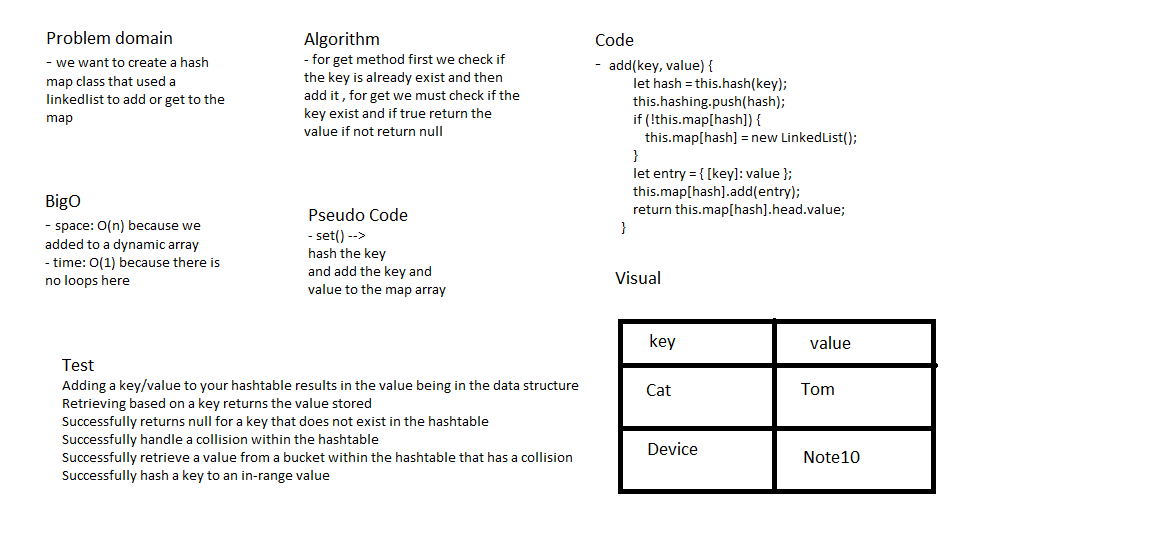 Problem domain
- we want to create a hash
map class that used a
linkedlist to add or get to the
map
Algorithm
- for get method first we check if
the key is already exist and then
add it , for get we must check if the
key exist and if true return the
value if not return null
Code
- add(key, value) {
let hash = this.hash(key);
this.hashing.push(hash);
if (!this.map[hash]) {
this.map[hash] = new LinkedList();
}
let entry = { [key]: value };
this.map[hash].add(entry);
return this.map[hash].head.value;
}
BigO
- space: O(n) because we
added to a dynamic array
- time: O(1) because there is
no loops here
Pseudo Code
- set() -->
hash the key
and add the key and
value to the map array
Visual
key value
Cat Tom
Device Note10
Test
Adding a key/value to your hashtable results in the value being in the data structure
Retrieving based on a key returns the value stored
Successfully returns null for a key that does not exist in the hashtable
Successfully handle a collision within the hashtable
Successfully retrieve a value from a bucket within the hashtable that has a collision
Successfully hash a key to an in-range value